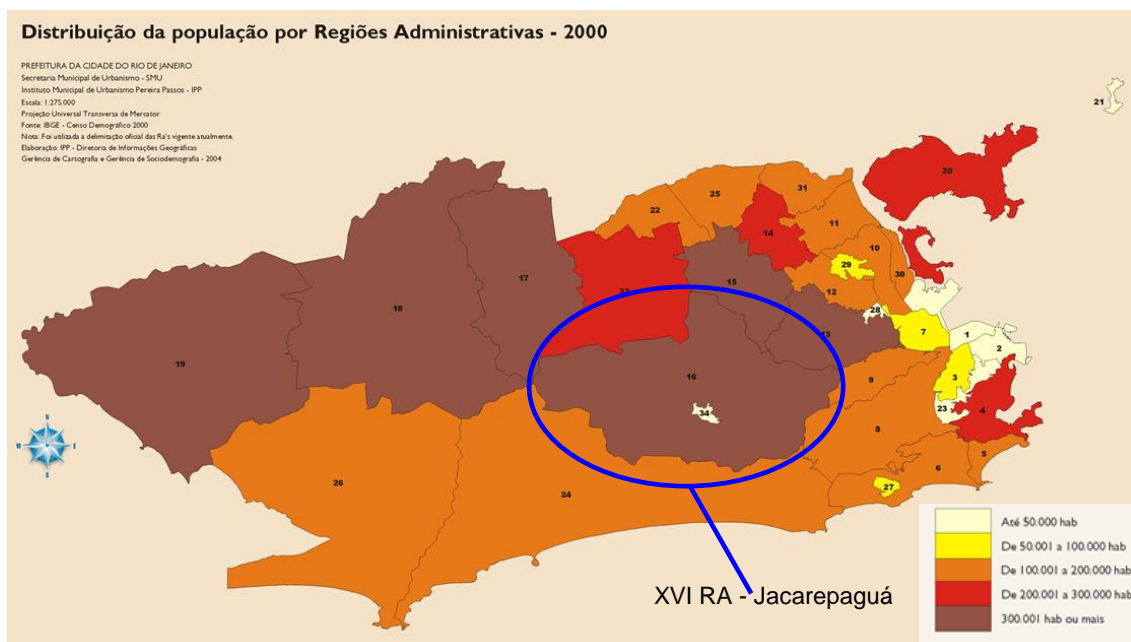 Distribuição da população por Regiões Administrativas - 2000
PREFEITURA DA CIDADE DO RIO DE JANEIRO
Secretaria Municipal de Urbanismo - SMU
Instituto Municipal de Urbanismo Pereira Passos - IPP
Escala: 1:275.000
Projeção Universal Transversa de Mercator
Fonte: IBGE - Censo Demográfico 2000
Nota: Foi utilizada a delimitação oficial das Ra's vigente atualmente.
Elaboração: IPP - Diretoria de Informações Geográficas
Gerência de Cartografia e Gerência de Sociodemografia - 2004
21
20
31
25
22
11
14
10
29
30
17
15
33
12
28
18
13
7
1
2
19
16
9
3
34
23
4
8
5
6
26
27
24
XVI RA - Jacarepaguá
Até 50.000 hab
De 50.001 a 100.000 hab
De 100.001 a 200.000 hab
De 200.001 a 300.000 hab
300.001 hab ou mais